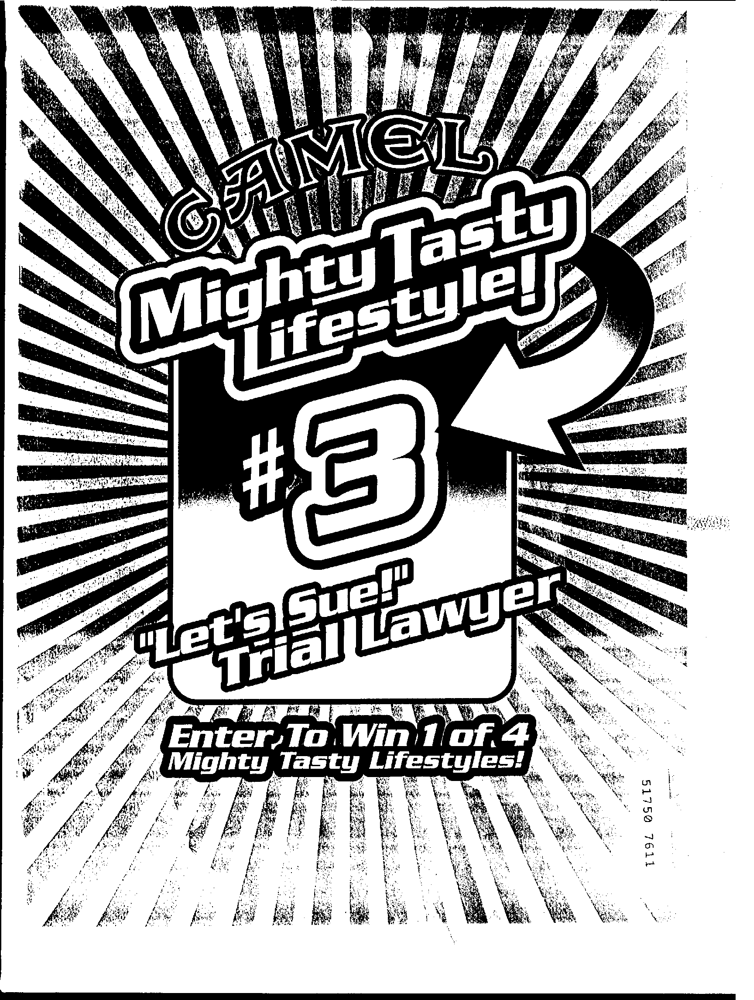 CAMEL
Mighty Tasty
Lifestyle!
#3
"Let's Sue!"
Trial Lawyer
Enter To Win 1 of 4
Mighty Tasty Lifestyles!
51750 7611